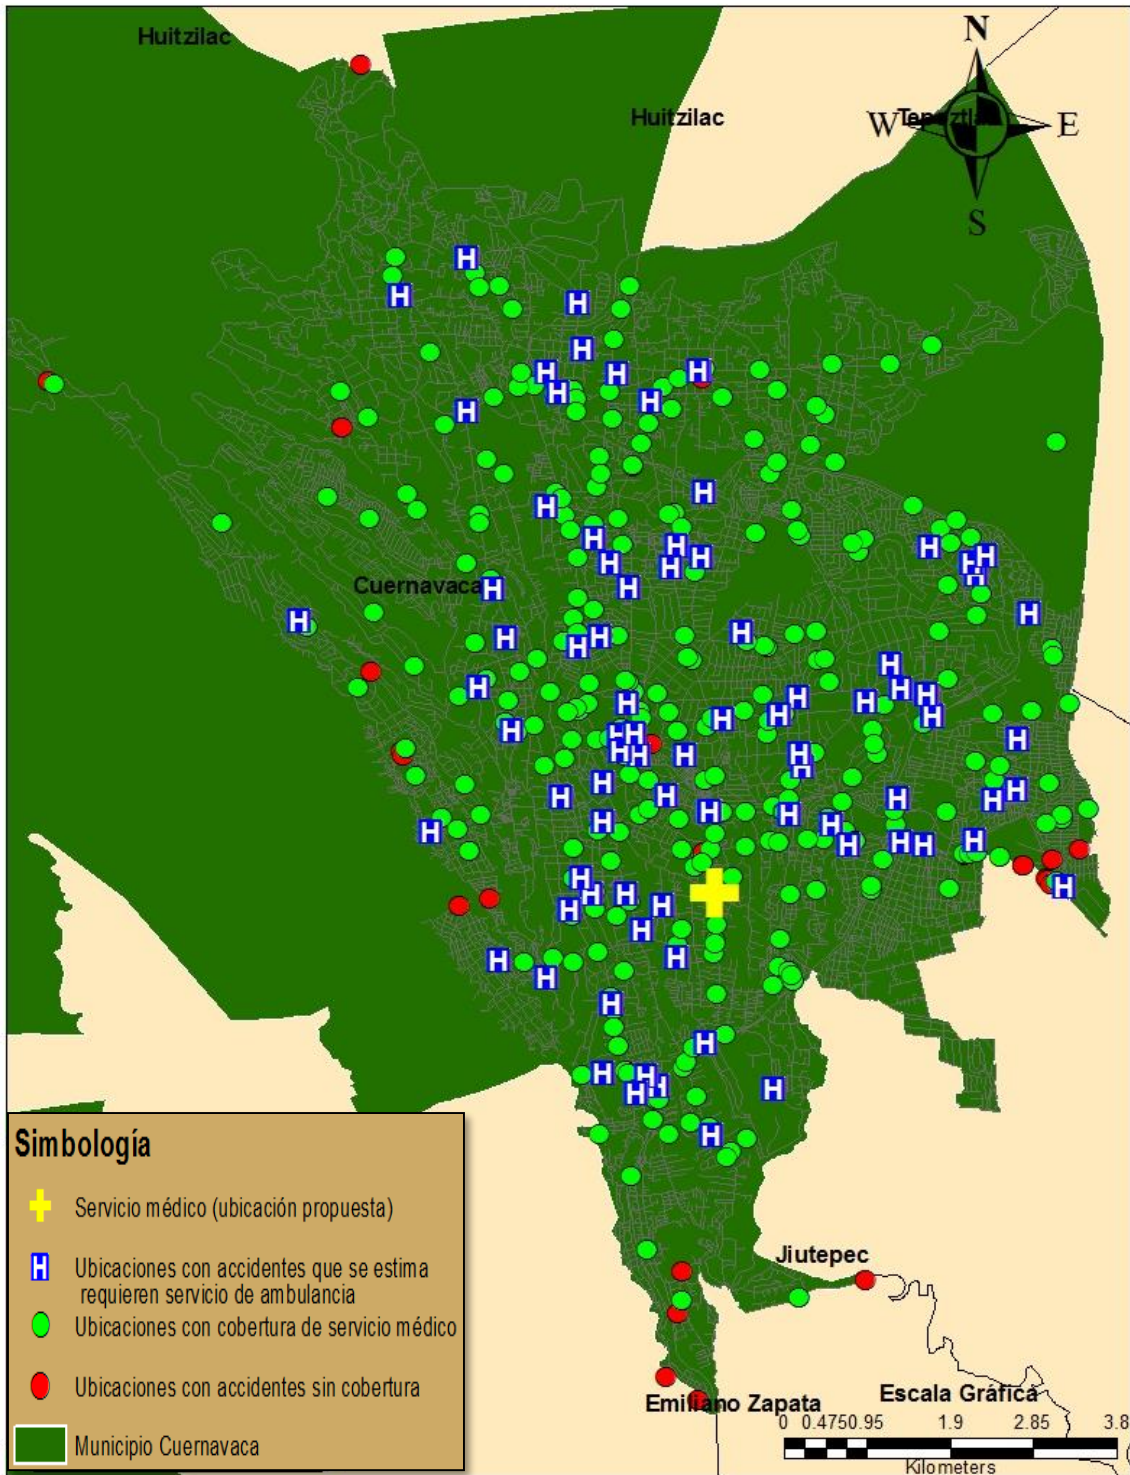 Huitzilac
N
Huitzilac
W
E
S
Cuernavaca
Simbología
Servicio médico (ubicación propuesta)
H Ubicaciones con accidentes que se estima
requieren servicio de ambulancia
Ubicaciones con cobertura de servicio médico
Ubicaciones con accidentes sin cobertura
Municipio Cuernavaca
Jiutepec
Emiliano Zapata
Escala Gráfica
0 0.4750.95 1.9 2.85 3.8
Kilometers